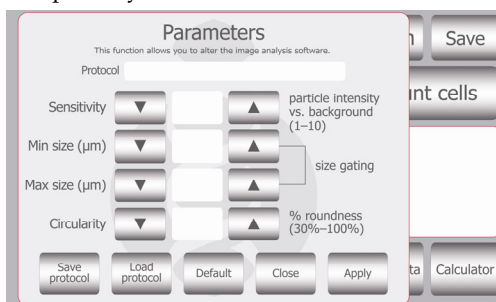 Parameters
This function allows you to alter the image analysis software.
Protocol
Sensitivity
particle intensity
vs. background
(1–10)
Min size (µm)
size gating
Max size (µm)
Circularity
% roundness
(30%–100%)
Save
protocol
Load
protocol
Default
Close
Apply
Save
cells
Calculator